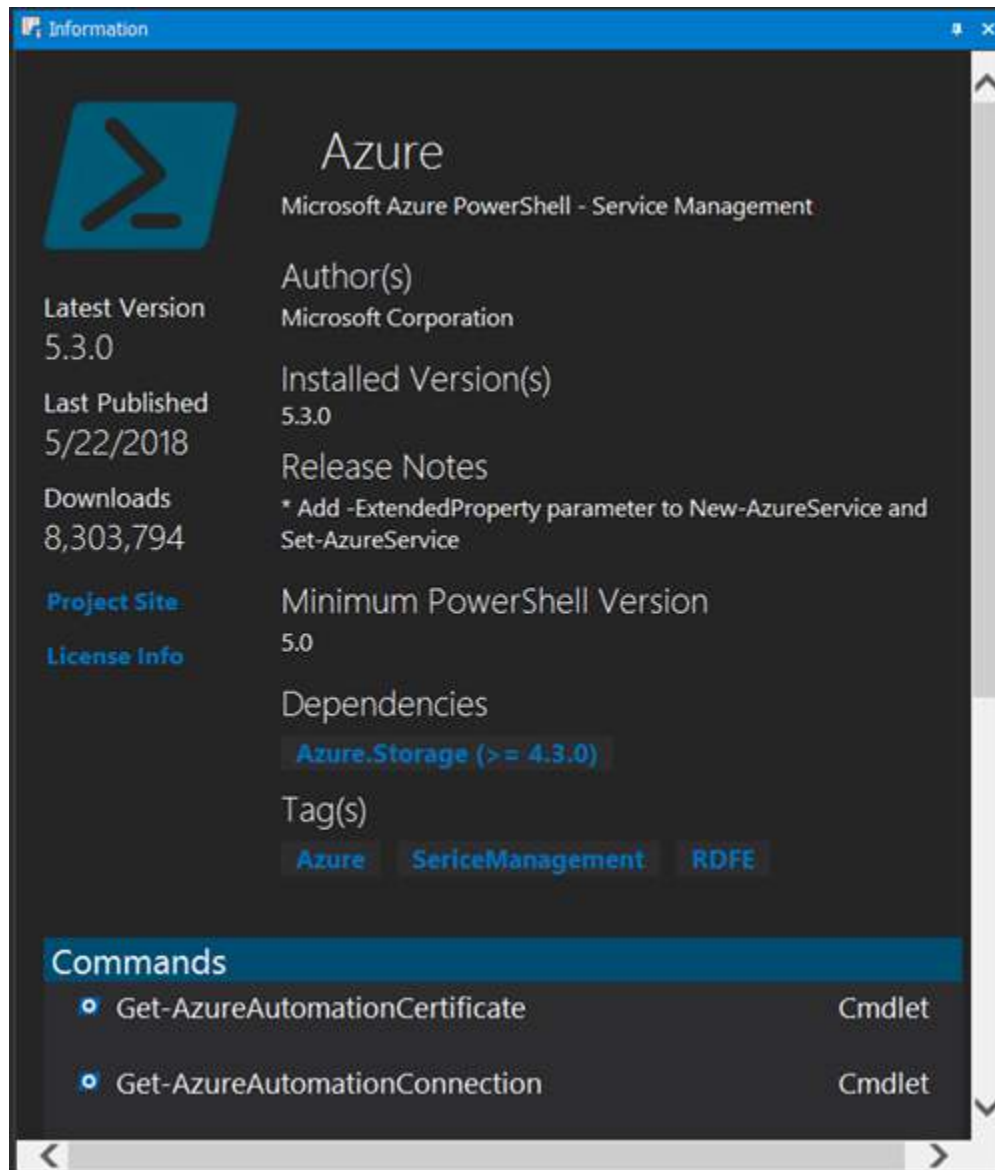 Information
Azure
Microsoft Azure PowerShell - Service Management
Latest Version
5.3.0
Last Published
5/22/2018
Downloads
8,303,794
Project Site
License Info
Author(s)
Microsoft Corporation
Installed Version(s)
5.3.0
Release Notes
* Add -ExtendedProperty parameter to New-AzureService and
Set-AzureService
Minimum PowerShell Version
5.0
Dependencies
Azure.Storage (>= 4.3.0)
Tag(s)
Azure SericeManagement RDFE
Commands
Get-AzureAutomationCertificate Cmdlet
Get-AzureAutomationConnection Cmdlet